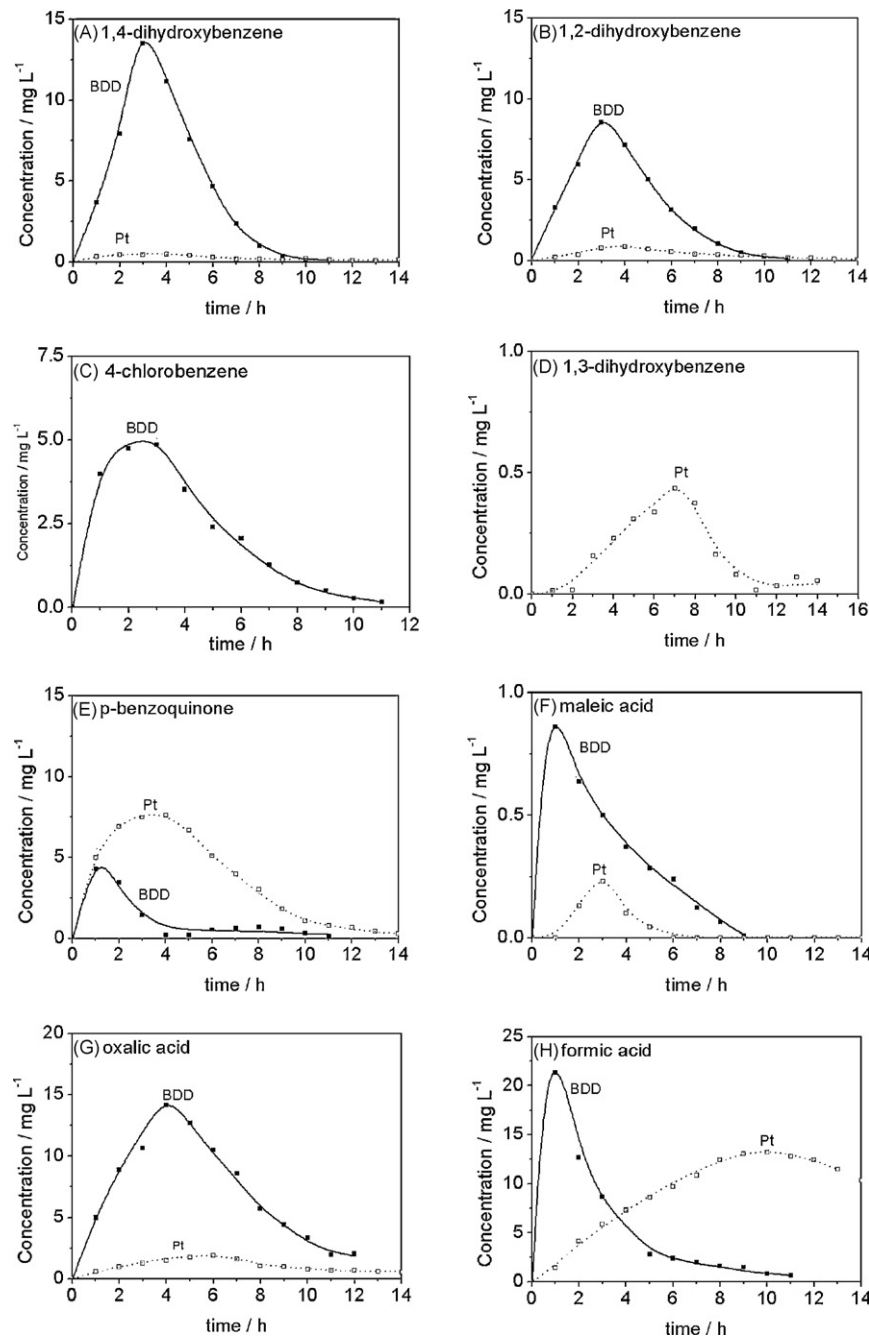 (A) 1,4-dihydroxybenzene
BDD
Pt
Concentration / mg L⁻¹
15
10
5
0
0 2 4 6 8 10 12 14
time / h
(B) 1,2-dihydroxybenzene
BDD
Pt
Concentration / mg L⁻¹
15
10
5
0
0 2 4 6 8 10 12 14
time / h
(C) 4-chlorobenzene
BDD
Concentration / mg L⁻¹
7.5
5.0
2.5
0.0
0 2 4 6 8 10 12
time / h
(D) 1,3-dihydroxybenzene
Pt
Concentration / mg L⁻¹
1.0
0.5
0.0
0 2 4 6 8 10 12 14 16
time / h
(E) p-benzoquinone
Pt
BDD
Concentration / mg L⁻¹
15
10
5
0
0 2 4 6 8 10 12 14
time / h
(F) maleic acid
BDD
Pt
Concentration / mg L⁻¹
1.0
0.5
0.0
0 2 4 6 8 10 12 14
time / h
(G) oxalic acid
BDD
Pt
Concentration / mg L⁻¹
20
15
10
5
0
0 2 4 6 8 10 12 14
time / h
(H) formic acid
BDD
Pt
Concentration / mg L⁻¹
25
20
15
10
5
0
0 2 4 6 8 10 12 14
time / h